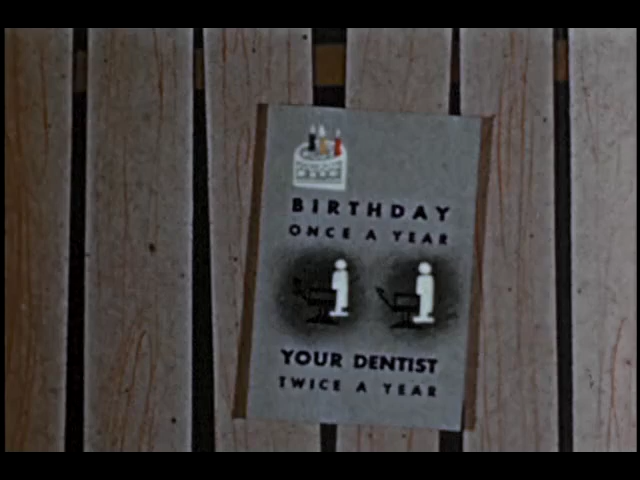 BIRTHDAY
ONCE A YEAR
YOUR DENTIST
TWICE A YEAR